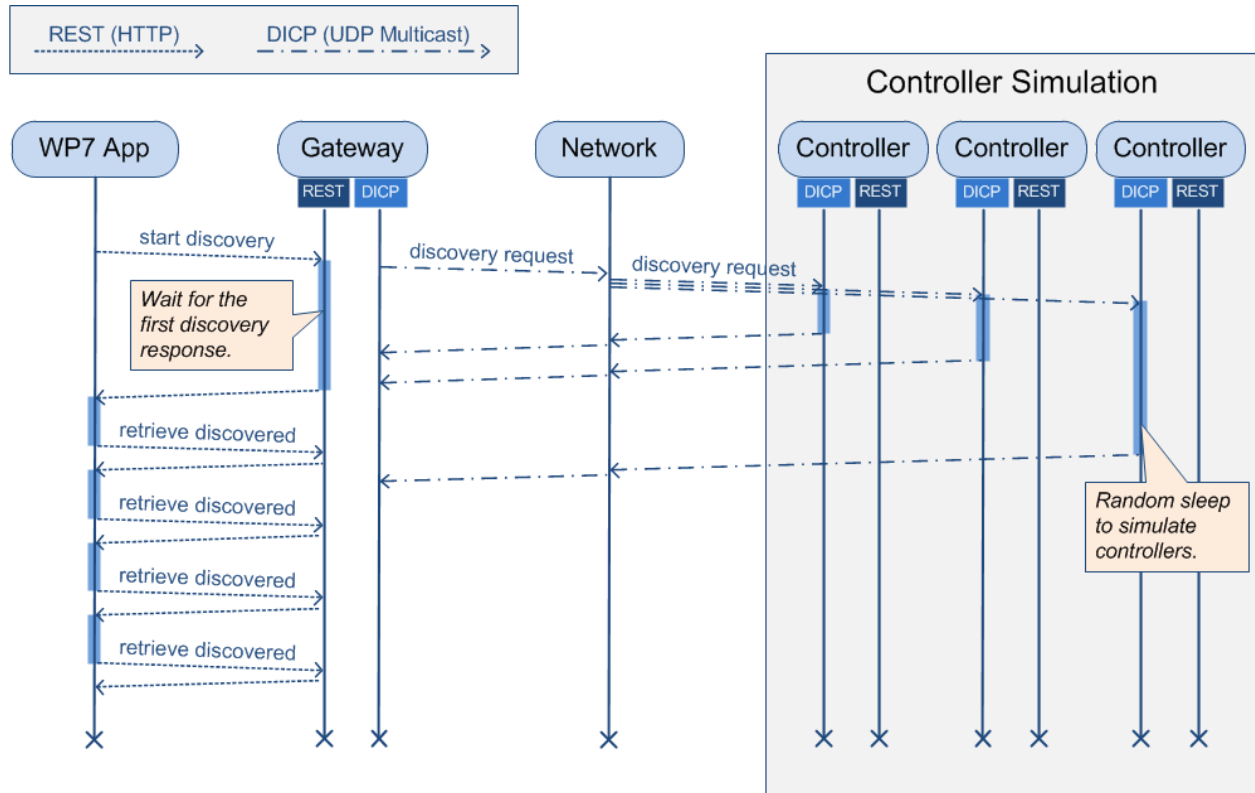 REST (HTTP)
DICP (UDP Multicast)
Controller Simulation
WP7 App
Gateway
Network
Controller
Controller
Controller
REST
DICP
DICP
REST
DICP
REST
DICP
REST
start discovery
discovery request
discovery request
Wait for the
first discovery
response.
retrieve discovered
retrieve discovered
Random sleep
to simulate
controllers.
retrieve discovered
retrieve discovered